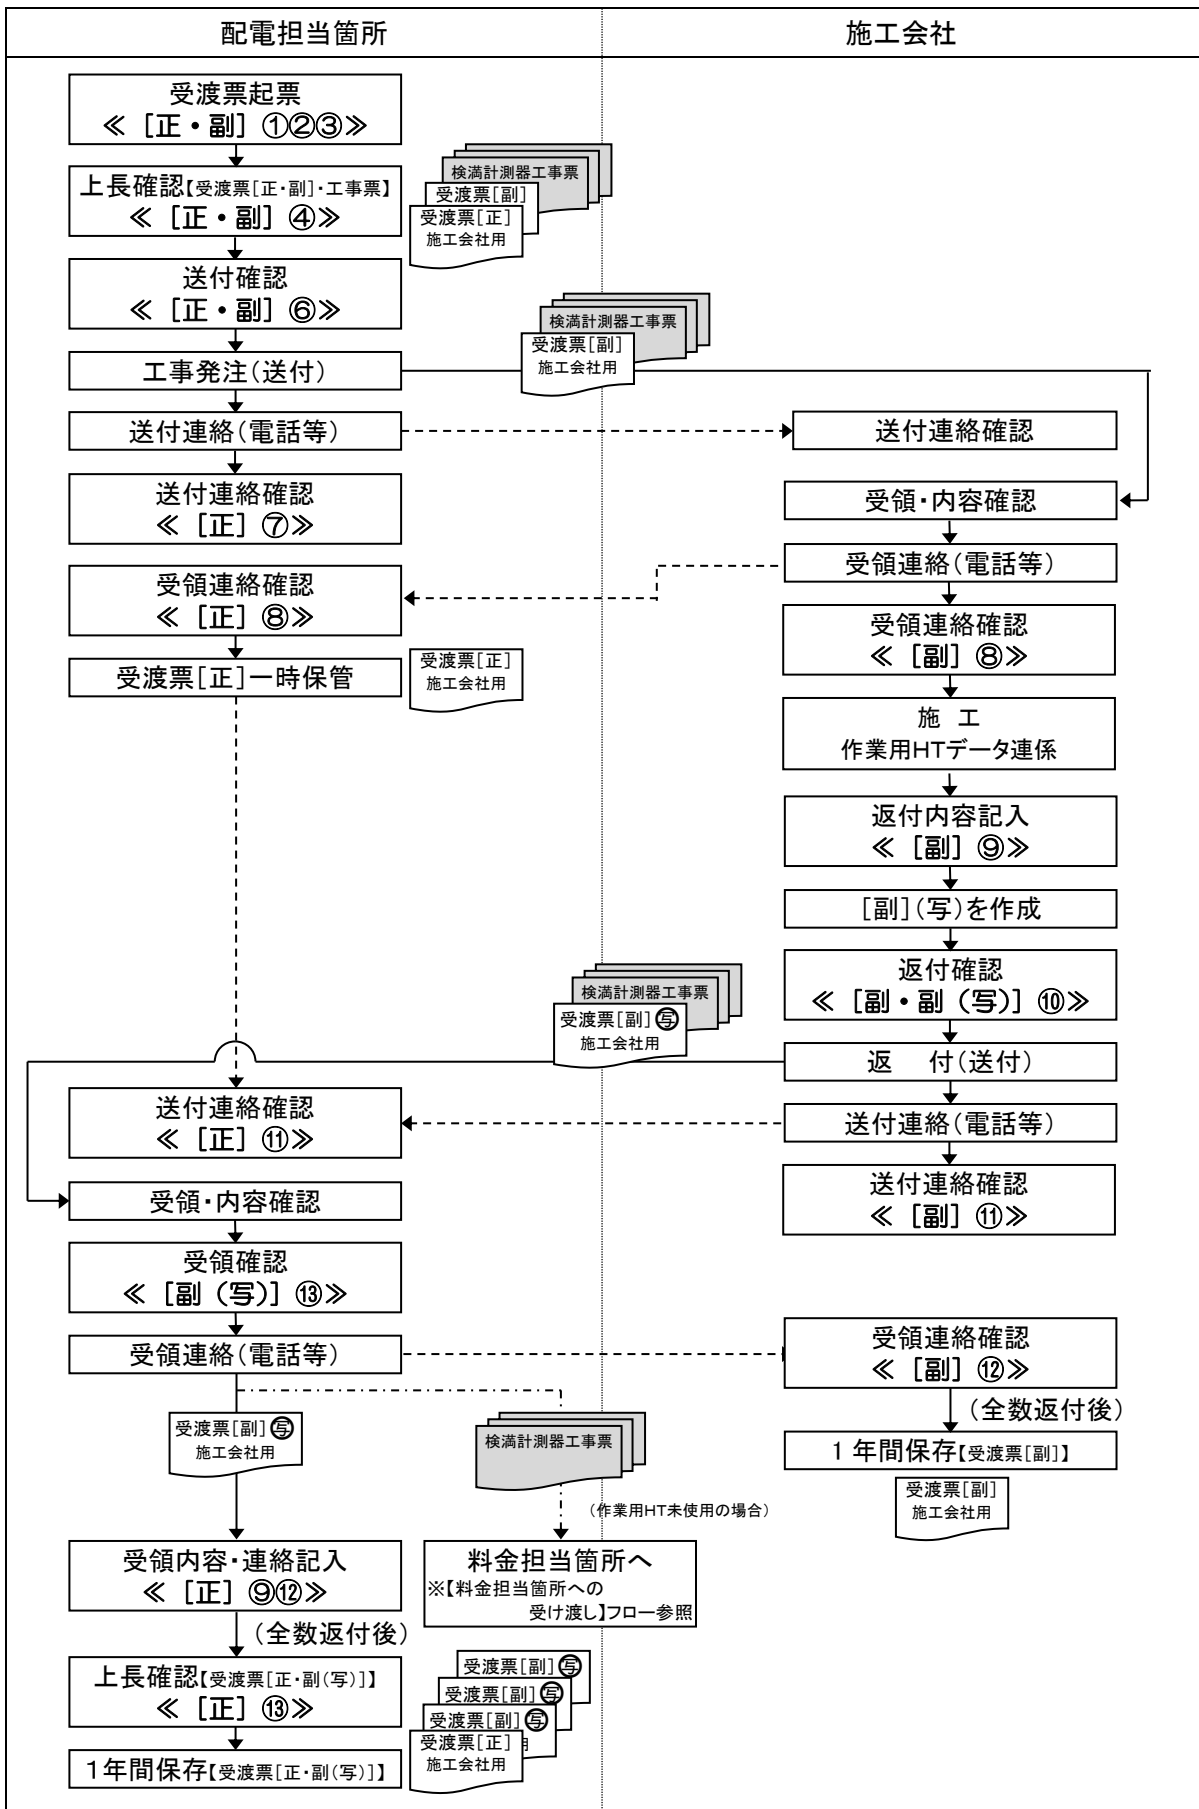 配電担当箇所
施工会社
受渡票起票
≪［正・副］①②③≫
上長確認【受渡票[正・副]・工事票】
≪［正・副］④≫
検満計測器工事票
受渡票[副]
受渡票[正]
施工会社用
送付確認
≪［正・副］⑥≫
検満計測器工事票
受渡票[副]
施工会社用
工事発注(送付)
送付連絡(電話等)
送付連絡確認
送付連絡確認
≪［正］⑦≫
受領・内容確認
受領連絡(電話等)
受領連絡確認
≪［正］⑧≫
受領連絡確認
≪［副］⑧≫
受渡票[正]一時保管
受渡票[正]
施工会社用
施 工
作業用HTデータ連係
返付内容記入
≪［副］⑨≫
[副](写)を作成
返付確認
≪［副・副（写）］⑩≫
検満計測器工事票
受渡票[副]㊢
施工会社用
返 付(送付)
送付連絡確認
≪［正］⑪≫
送付連絡(電話等)
送付連絡確認
≪［副］⑪≫
受領・内容確認
受領確認
≪［副（写）］⑬≫
受領連絡(電話等)
受領連絡確認
≪［副］⑫≫
(全数返付後)
1年間保存【受渡票[副]】
受渡票[副]
施工会社用
受渡票[副]㊢
施工会社用
検満計測器工事票
(作業用HT未使用の場合)
受領内容・連絡記入
≪［正］⑨⑫≫
料金担当箇所へ
※【料金担当箇所への
受け渡し】フロー参照
(全数返付後)
上長確認【受渡票[正・副(写)]】
≪［正］⑬≫
受渡票[副]㊢
受渡票[副]㊢
受渡票[副]㊢
受渡票[正]
用
施工会社用
1年間保存【受渡票[正・副(写)]】